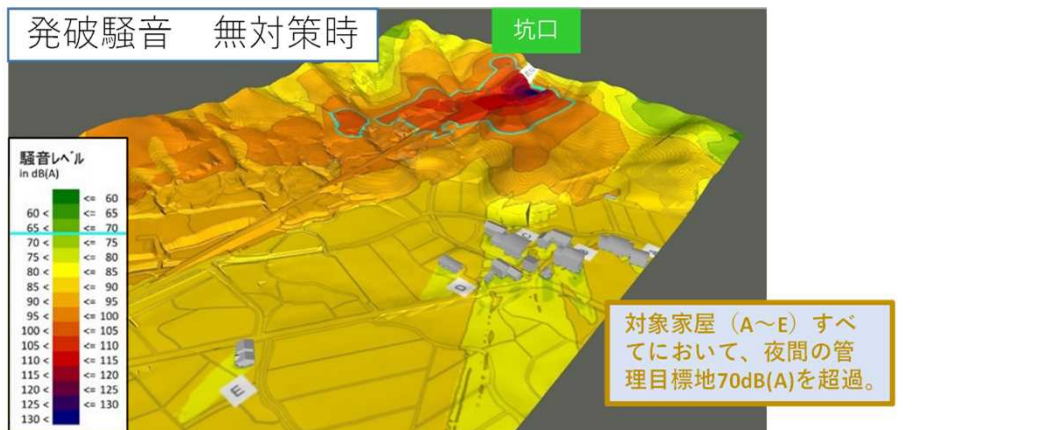 発破騒音　無対策時
坑口
騒音レベル
in dB(A)
<= 60
60 < <= 65
65 < <= 70
70 < <= 75
75 < <= 80
80 < <= 85
85 < <= 90
90 < <= 95
95 < <= 100
100 < <= 105
105 < <= 110
110 < <= 115
115 < <= 120
120 < <= 125
125 < <= 130
130 <
C
D
E
対象家屋（A～E）すべ
てにおいて、夜間の管
理目標地70dB(A)を超過。